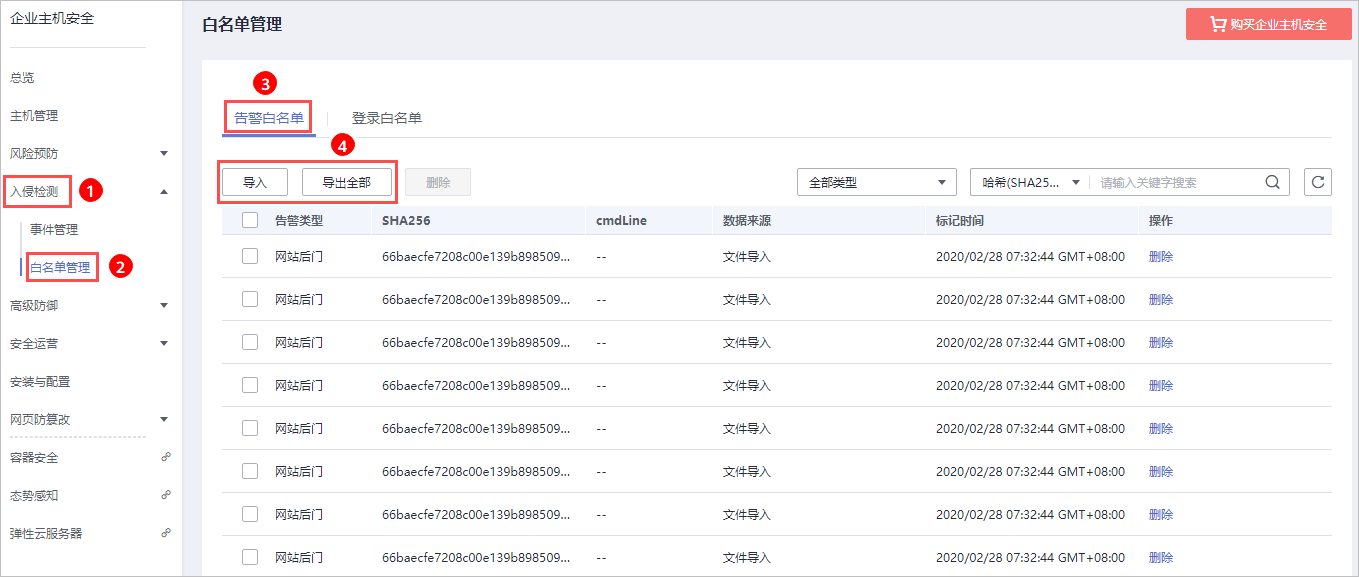 企业主机安全
总览
主机管理
风险预防
入侵检测
1
事件管理
白名单管理
2
高级防御
安全运营
安装与配置
网页防篡改
容器安全
态势感知
弹性云服务器
白名单管理
购买企业主机安全
3
告警白名单 登录白名单
4
导入 导出全部 删除 全部类型 哈希(SHA25... 请输入关键字搜索
告警类型 SHA256 cmdLine 数据来源 标记时间 操作
网站后门 66baecfe7208c00e139b898509... -- 文件导入 2020/02/28 07:32:44 GMT+08:00 删除
网站后门 66baecfe7208c00e139b898509... -- 文件导入 2020/02/28 07:32:44 GMT+08:00 删除
网站后门 66baecfe7208c00e139b898509... -- 文件导入 2020/02/28 07:32:44 GMT+08:00 删除
网站后门 66baecfe7208c00e139b898509... -- 文件导入 2020/02/28 07:32:44 GMT+08:00 删除
网站后门 66baecfe7208c00e139b898509... -- 文件导入 2020/02/28 07:32:44 GMT+08:00 删除
网站后门 66baecfe7208c00e139b898509... -- 文件导入 2020/02/28 07:32:44 GMT+08:00 删除
网站后门 66baecfe7208c00e139b898509... -- 文件导入 2020/02/28 07:32:44 GMT+08:00 删除
网站后门 66baecfe7208c00e139b898509... -- 文件导入 2020/02/28 07:32:44 GMT+08:00 删除